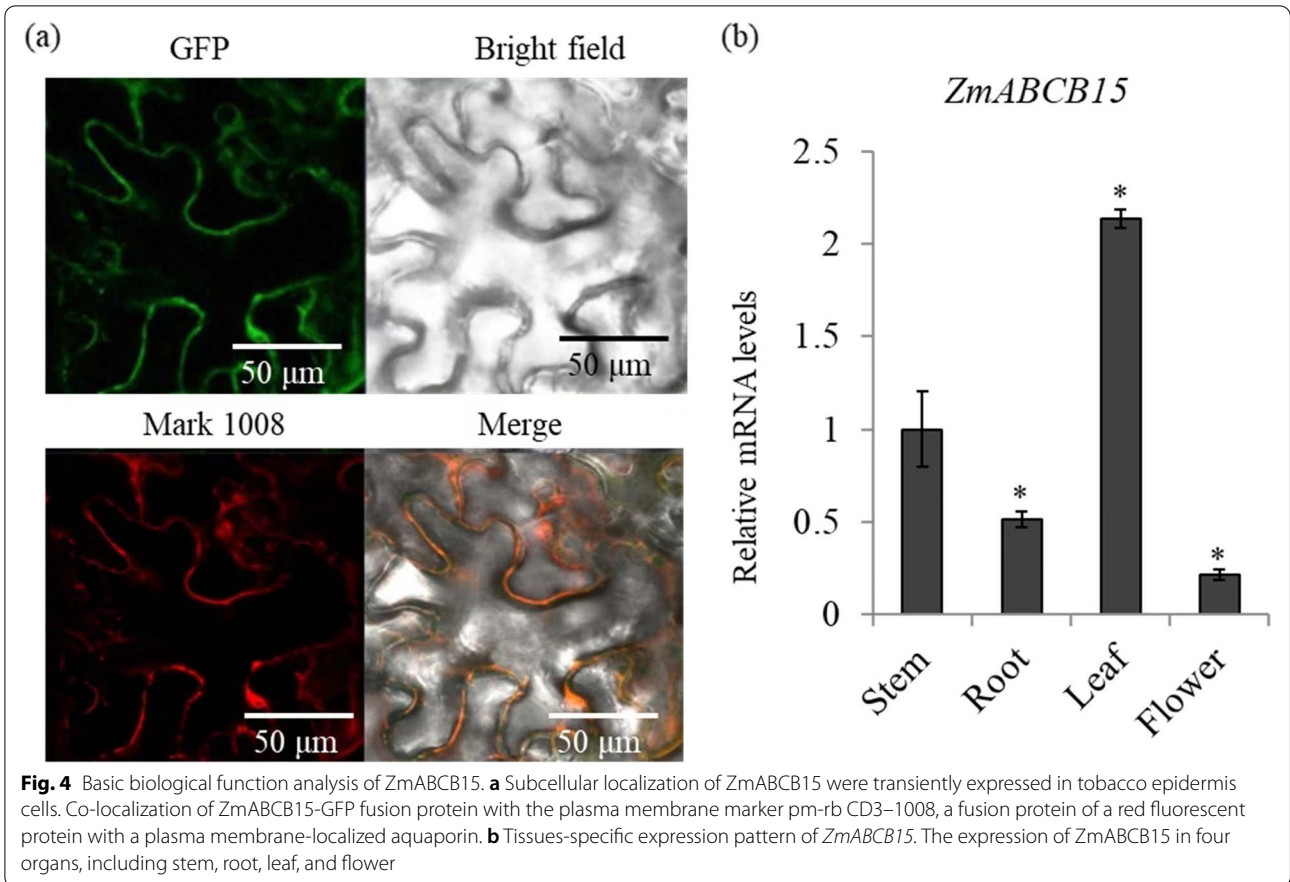 (a)
GFP
Bright field
50 μm
50 μm
Mark 1008
Merge
50 μm
50 μm
(b)
ZmABCB15
Relative mRNA levels
2.5
2
1.5
1
0.5
0
*
*
*
Stem
Root
Leaf
Flower
Fig. 4 Basic biological function analysis of ZmABCB15. a Subcellular localization of ZmABCB15 were transiently expressed in tobacco epidermis
cells. Co-localization of ZmABCB15-GFP fusion protein with the plasma membrane marker pm-rb CD3–1008, a fusion protein of a red fluorescent
protein with a plasma membrane-localized aquaporin. b Tissues-specific expression pattern of ZmABCB15. The expression of ZmABCB15 in four
organs, including stem, root, leaf, and flower